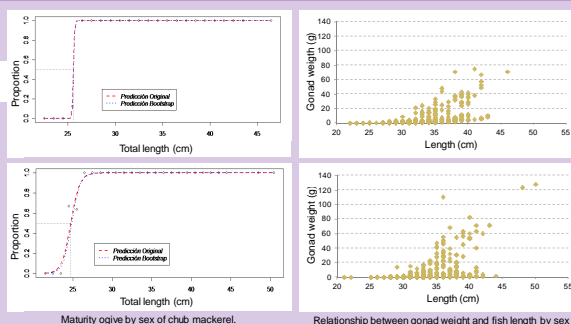 Proportion
0.0 0.2 0.4 0.6 0.8 1.0
Predicción Original
Predicción Bootstrap
25 30 35 40 45
Total length (cm)
Gonad weigth (g)
140
120
100
80
60
40
20
0
20 25 30 35 40 45 50 55
Length (cm)
Proportion
0.0 0.2 0.4 0.6 0.8 1.0
Predicción Original
Predicción Bootstrap
25 30 35 40 45 50
Total length (cm)
Gonad weight (g)
140
120
100
80
60
40
20
0
20 25 30 35 40 45 50 55
Length (cm)
Maturity ogive by sex of chub mackerel.
Relationship between gonad weight and fish length by sex